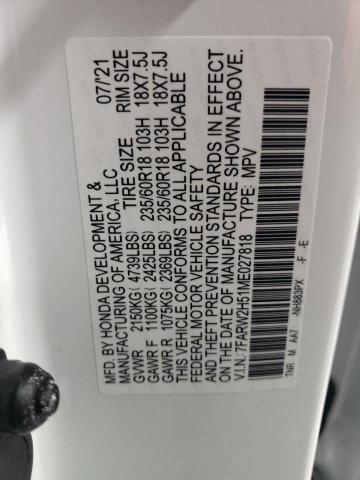 MFD. BY HONDA DEVELOPMENT & 07/'21
MANUFACTURING OF AMERICA, LLC
TIRE SIZE RIM SIZE
GVWR 2150KG( 4739LBS)
GAWR F 1100KG( 2425LBS) 235/60R18 103H 18X7.5J
GAWR R 1075KG( 2369LBS) 235/60R18 103H 18X7.5J
THIS VEHICLE CONFORMS TO ALL APPLICABLE
FEDERAL MOTOR VEHICLE SAFETY
AND THEFT PREVENTION STANDARDS IN EFFECT
ON THE DATE OF MANUFACTURE SHOWN ABOVE.
V.I.N.: 7FARW2H51ME027818 TYPE: MPV
TNR M AA7 -NH883PX -F -E